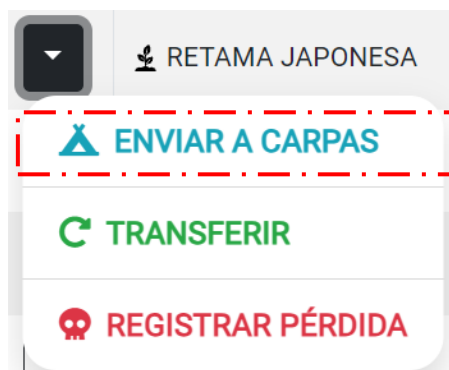 RETAMA JAPONESA
ENVIAR A CARPAS
TRANSFERIR
REGISTRAR PÉRDIDA